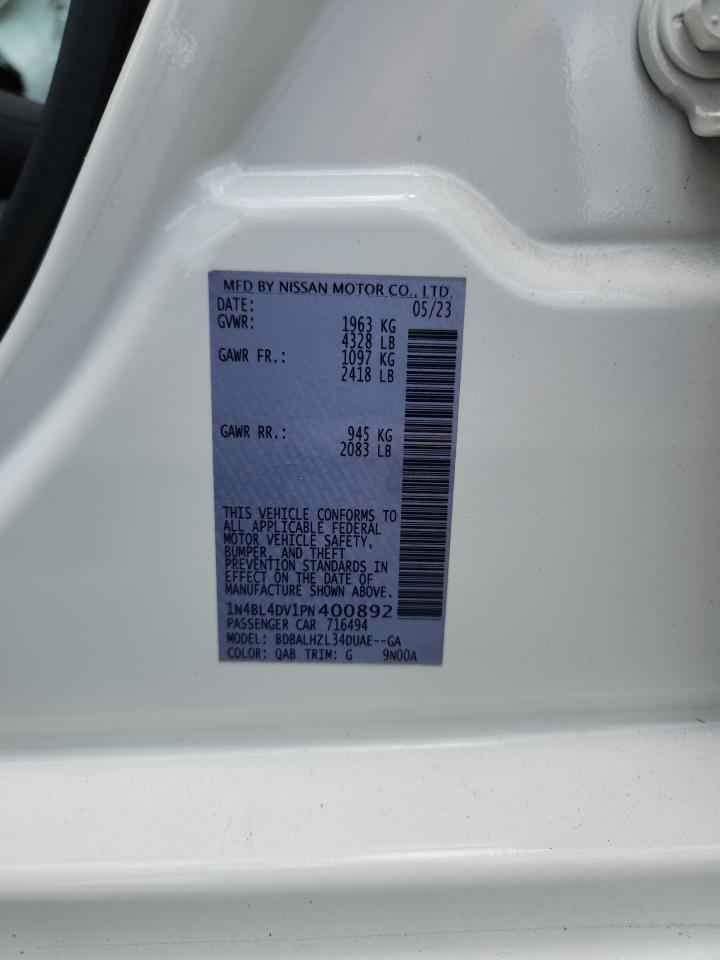 MFD BY NISSAN MOTOR CO., LTD.
DATE: 05/23
GVWR: 1963 KG
4328 LB
GAWR FR.: 1097 KG
2418 LB
GAWR RR.: 945 KG
2083 LB
THIS VEHICLE CONFORMS TO
ALL APPLICABLE FEDERAL
MOTOR VEHICLE SAFETY,
BUMPER, AND THEFT
PREVENTION STANDARDS IN
EFFECT ON THE DATE OF
MANUFACTURE SHOWN ABOVE.
1N4BL4DV1PN400892
PASSENGER CAR 716494
MODEL: BDBALHZL34DUAE--GA
COLOR: QAB TRIM: G 9N00A